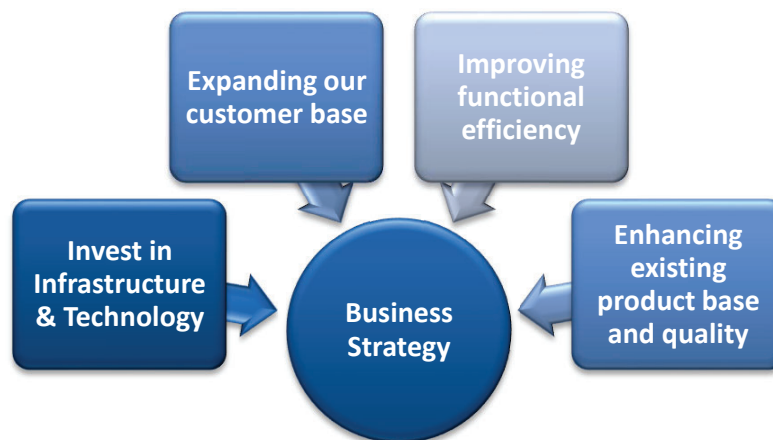 Expanding our
customer base
Improving
functional
efficiency
Invest in
Infrastructure
& Technology
Enhancing
existing
product base
and quality
Business
Strategy